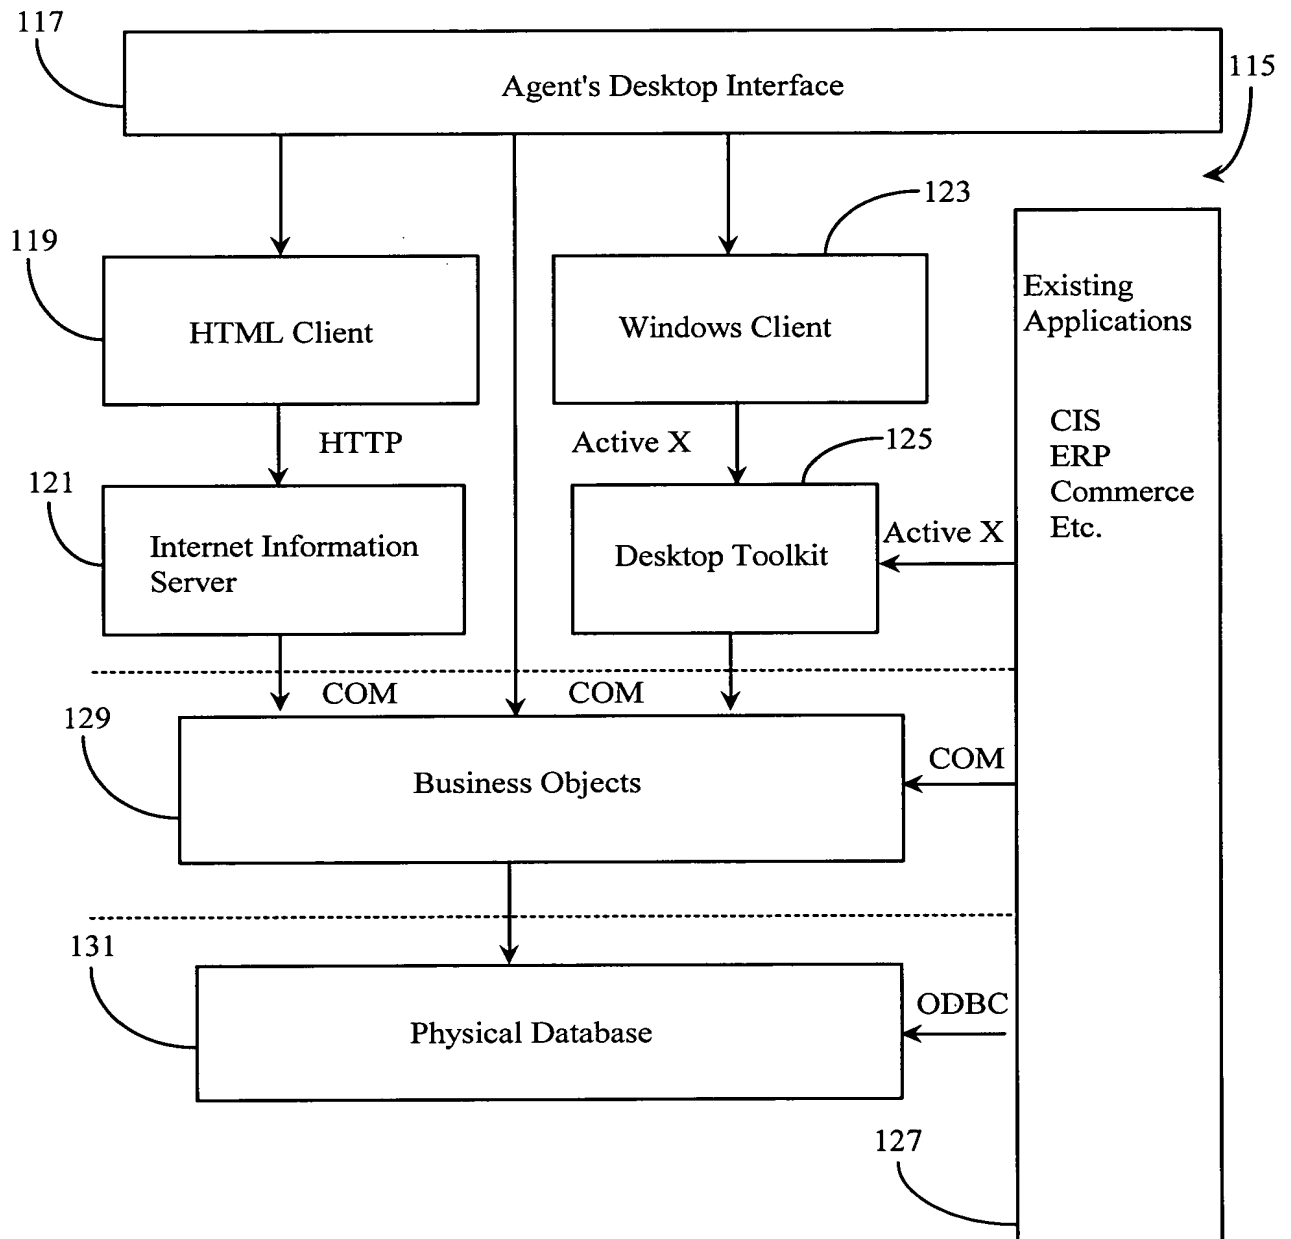 117
Agent's Desktop Interface
115
123
119
HTML Client
Windows Client
Existing
Applications
CIS
ERP
Commerce
Etc.
HTTP
Active X
125
121
Internet Information
Server
Desktop Toolkit
Active X
COM
COM
129
Business Objects
COM
131
Physical Database
ODBC
127